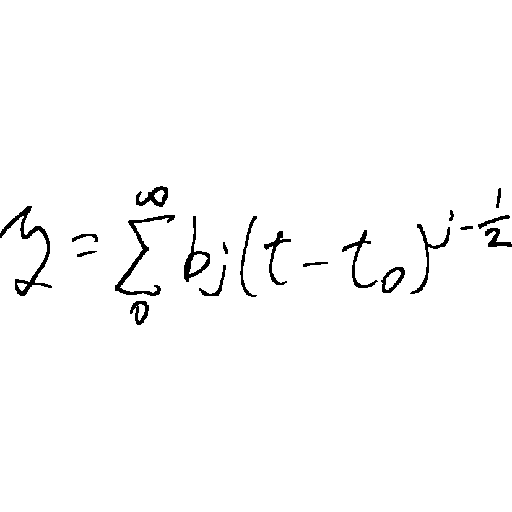 y = \sum_{0}^{\infty} b_j (t - t_0)^{j - \frac{1}{2}}